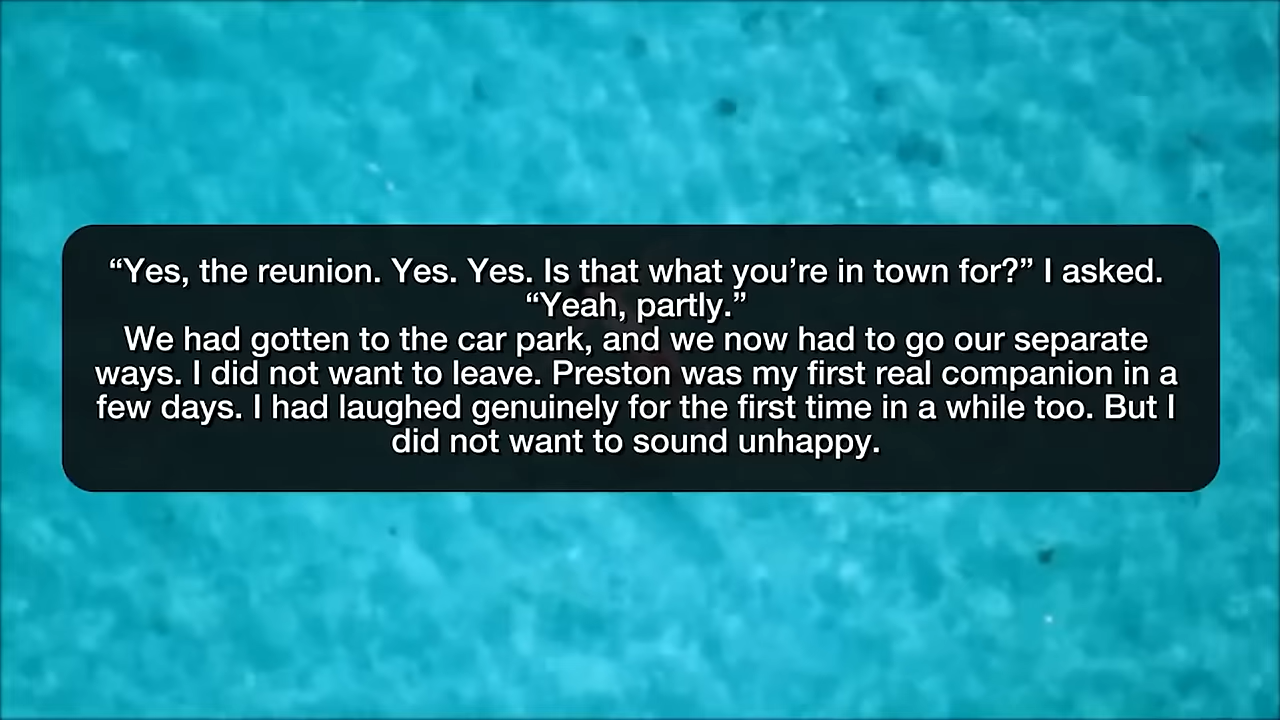 “Yes, the reunion. Yes. Yes. Is that what you’re in town for?” I asked.
“Yeah, partly.”
We had gotten to the car park, and we now had to go our separate
ways. I did not want to leave. Preston was my first real companion in a
few days. I had laughed genuinely for the first time in a while too. But I
did not want to sound unhappy.